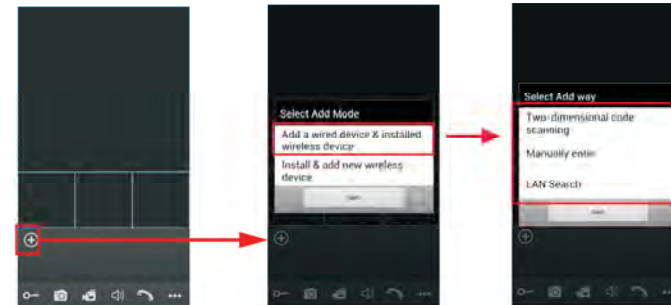 Select Add Mode
Add a wired device & installed
wireless device
Install & add new wireless
device
Select Add way
Two-dimensional code
scanning
Manually enter
LAN Search